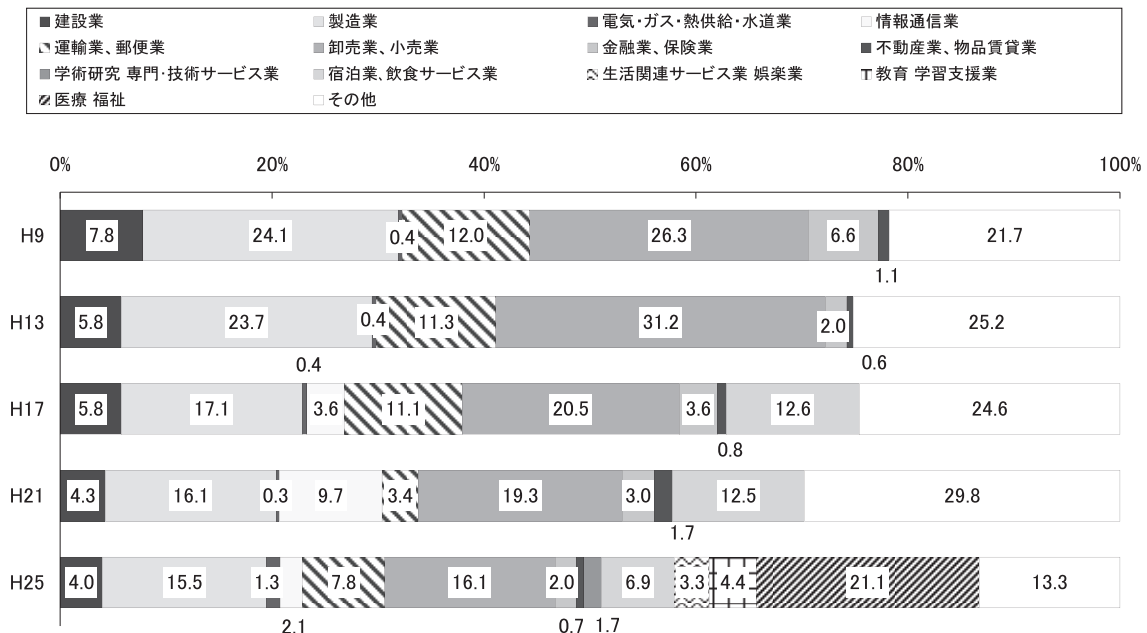 建設業 製造業 電気・ガス・熱供給・水道業 情報通信業
運輸業、郵便業 卸売業、小売業 金融業、保険業 不動産業、物品賃貸業
学術研究 専門・技術サービス業 宿泊業、飲食サービス業 生活関連サービス業 娯楽業 教育 学習支援業
医療 福祉 その他
0% 20% 40% 60% 80% 100%
H9 7.8 24.1 0.4 12.0 26.3 6.6 21.7
1.1
H13 5.8 23.7 0.4 11.3 31.2 2.0 25.2
0.4 0.6
H17 5.8 17.1 3.6 11.1 20.5 3.6 12.6 24.6
0.8
H21 4.3 16.1 0.3 9.7 3.4 19.3 3.0 12.5 29.8
1.7
H25 4.0 15.5 1.3 7.8 16.1 2.0 6.9 3.3 4.4 21.1 13.3
2.1 0.7 1.7